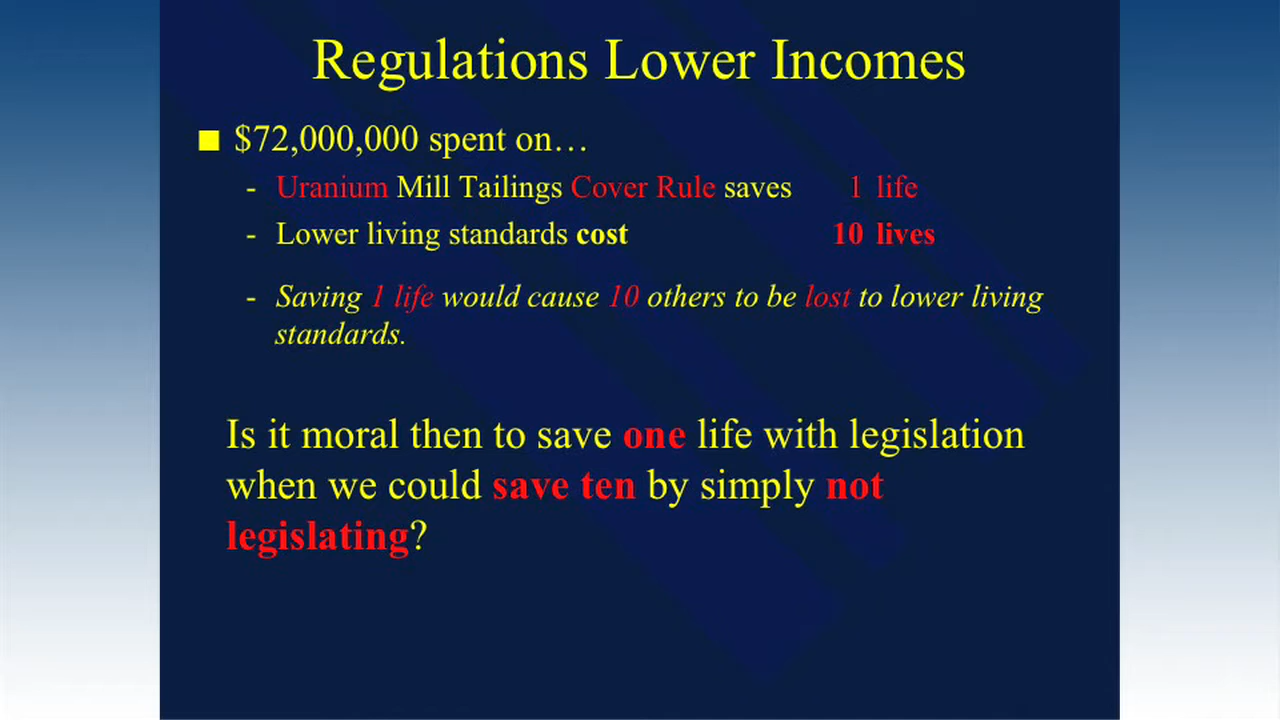 Regulations Lower Incomes
■ $72,000,000 spent on…
- Uranium Mill Tailings Cover Rule saves 1 life
- Lower living standards cost 10 lives
- Saving 1 life would cause 10 others to be lost to lower living
standards.
Is it moral then to save one life with legislation
when we could save ten by simply not
legislating?